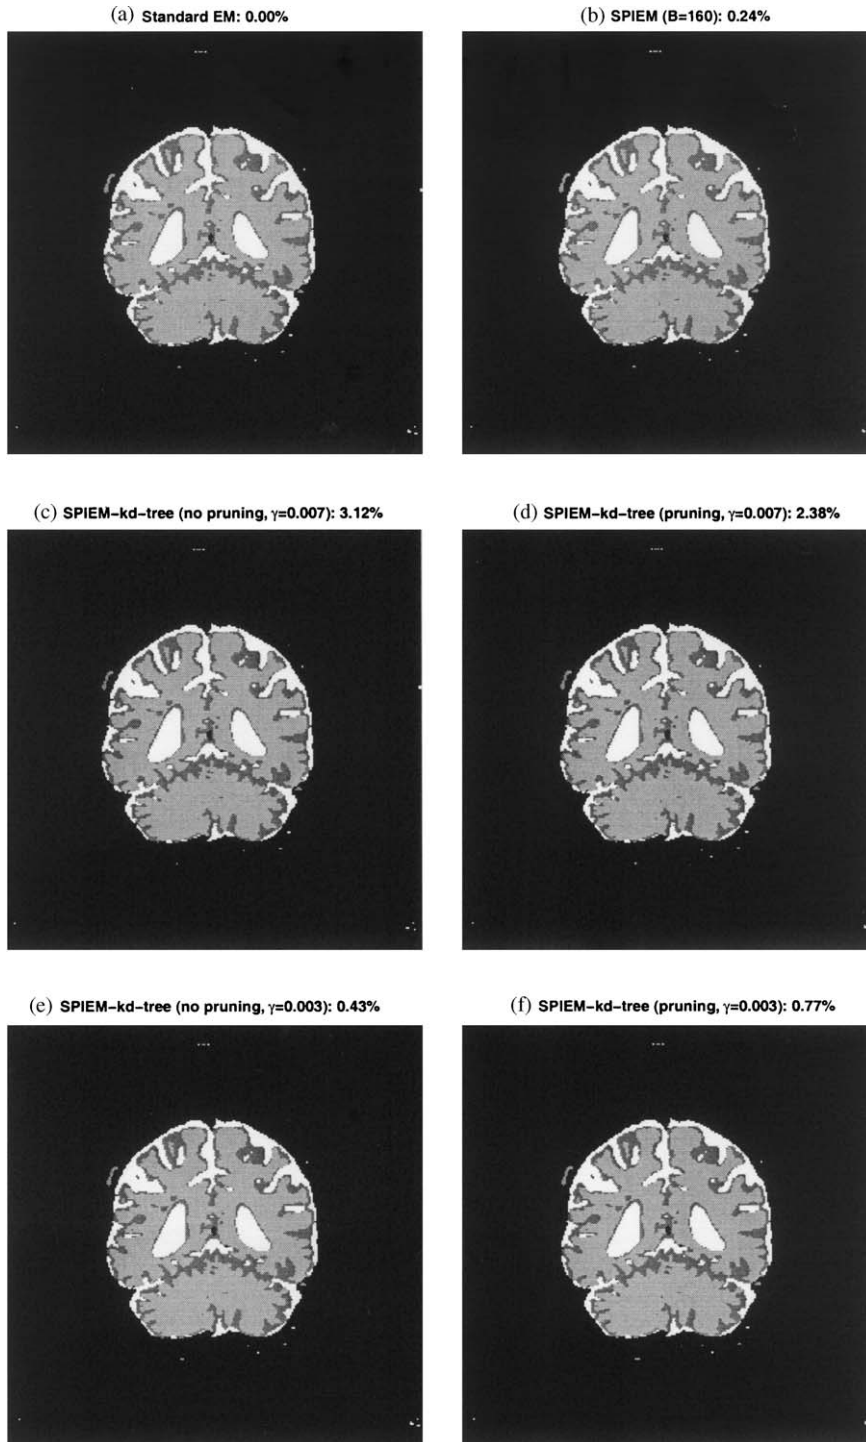 (a) Standard EM: 0.00%
(b) SPIEM (B=160): 0.24%
(c) SPIEM-kd-tree (no pruning, γ=0.007): 3.12%
(d) SPIEM-kd-tree (pruning, γ=0.007): 2.38%
(e) SPIEM-kd-tree (no pruning, γ=0.003): 0.43%
(f) SPIEM-kd-tree (pruning, γ=0.003): 0.77%